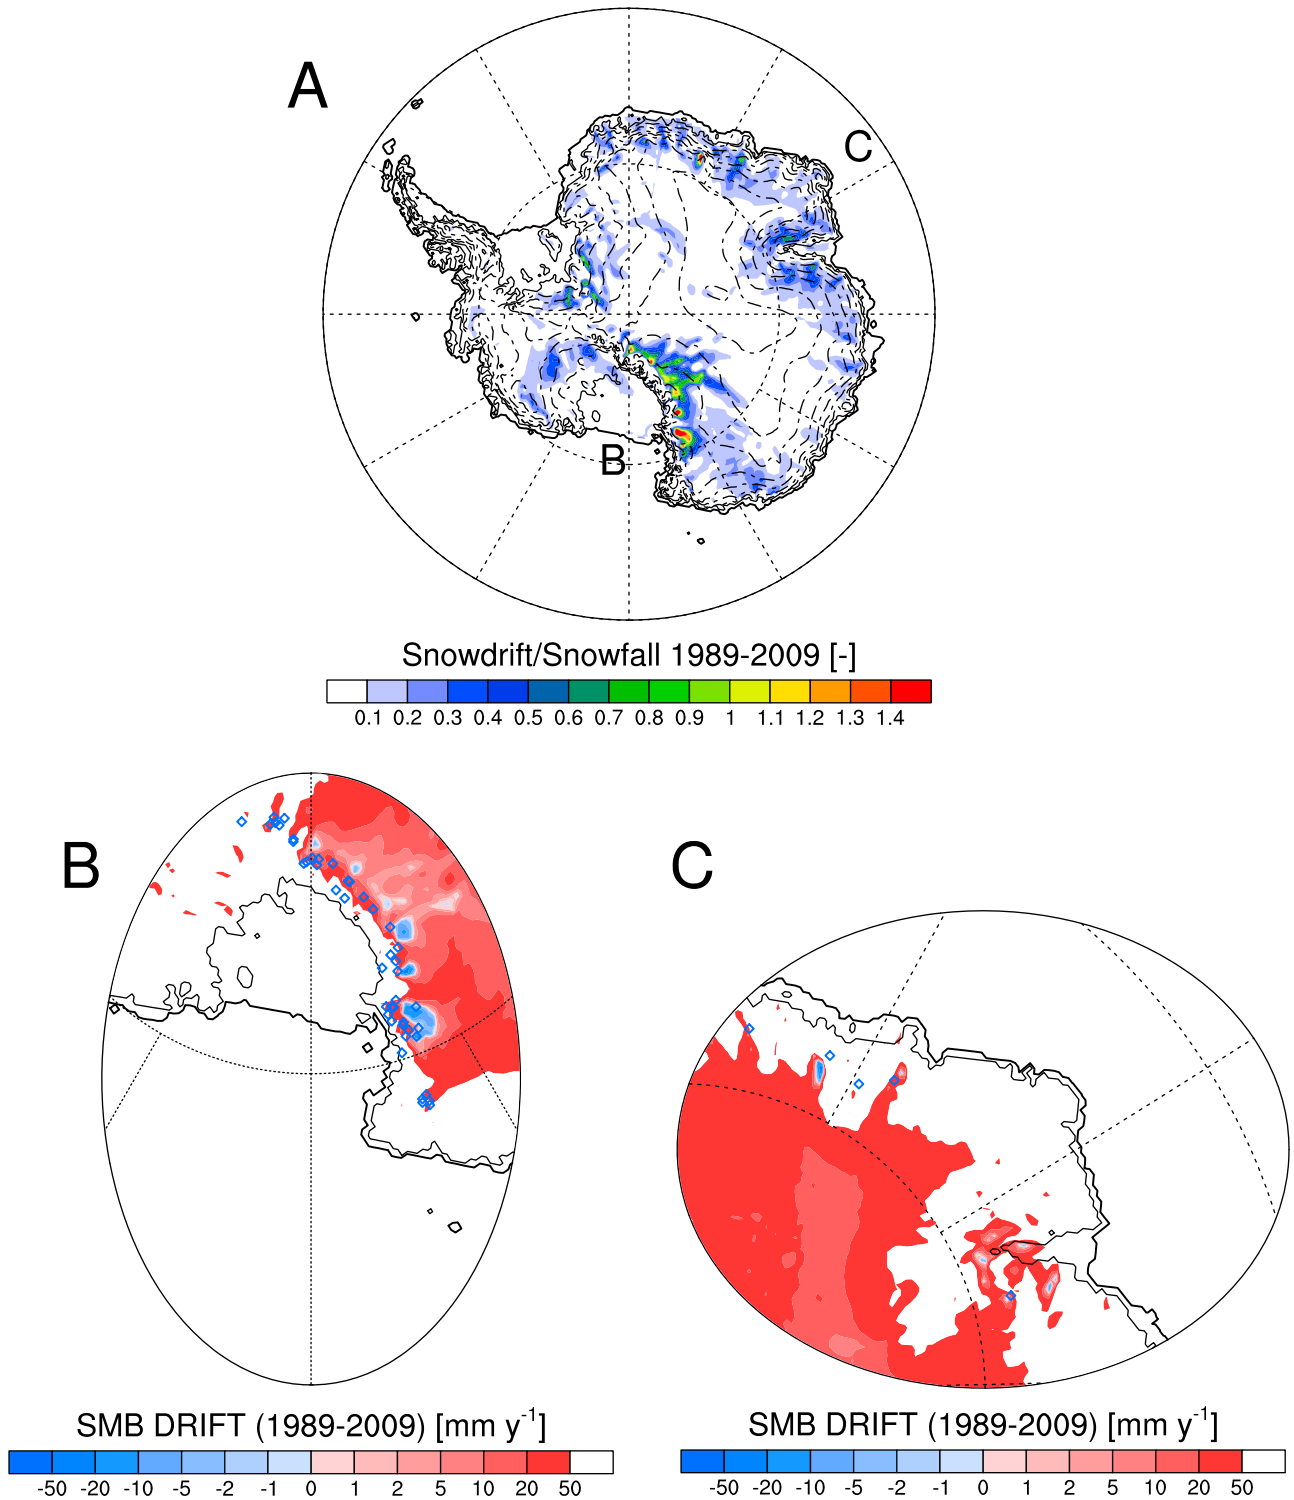 A
C
B
Snowdrift/Snowfall 1989-2009 [-]
0.1 0.2 0.3 0.4 0.5 0.6 0.7 0.8 0.9 1 1.1 1.2 1.3 1.4
B
C
SMB DRIFT (1989-2009) [mm y-1]
-50 -20 -10 -5 -2 -1 0 1 2 5 10 20 50
SMB DRIFT (1989-2009) [mm y-1]
-50 -20 -10 -5 -2 -1 0 1 2 5 10 20 50